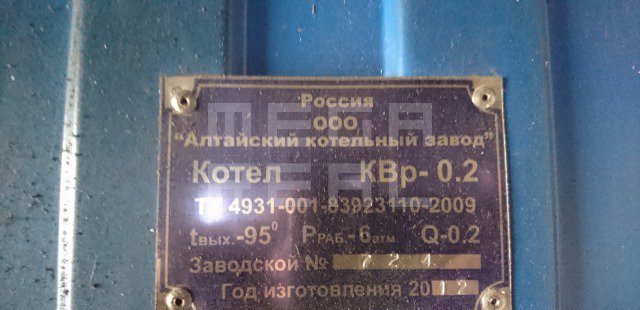 Россия
ООО
"Алтайский котельный завод"
Котел КВр- 0.2
4931-001-83923110-2009
tвых.-95⁰ Pраб.-6атм Q-0.2
Заводской №
Год изготовления 2012